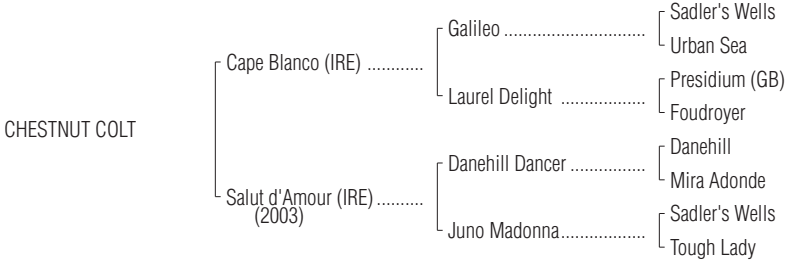 Sadler's Wells
Galileo ..............................
Urban Sea
Cape Blanco (IRE) ............
Presidium (GB)
Laurel Delight ..................
Foudroyer
CHESTNUT COLT
Danehill
Danehill Dancer ................
Mira Adonde
Salut d'Amour (IRE) ..........
(2003)
Sadler's Wells
Juno Madonna..................
Tough Lady